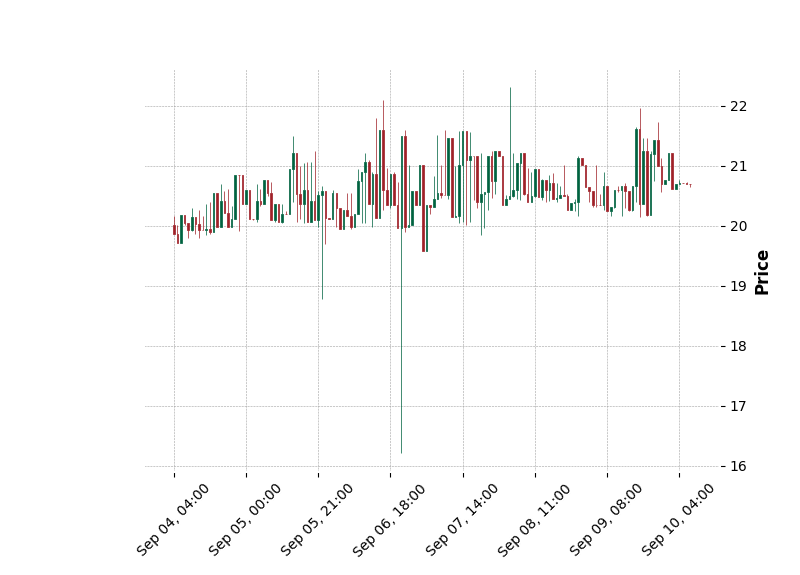 22
21
20
19
18
17
16
Price
Sep 04, 04:00
Sep 05, 00:00
Sep 05, 21:00
Sep 06, 18:00
Sep 07, 14:00
Sep 08, 11:00
Sep 09, 08:00
Sep 10, 04:00